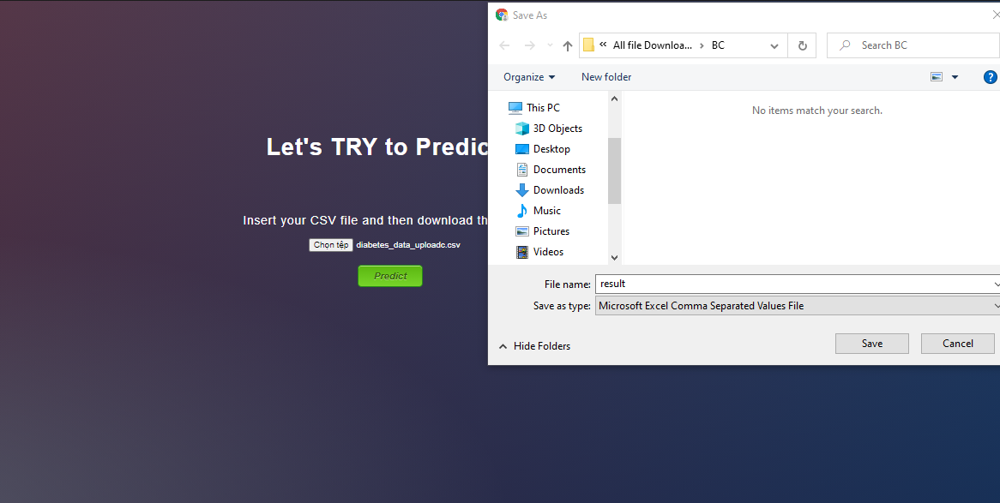 Save As
« All file Downloa... › BC
Search BC
Organize
New folder
?
This PC
3D Objects
Desktop
Documents
Downloads
Music
Pictures
Videos
No items match your search.
File name: result
Save as type: Microsoft Excel Comma Separated Values File
Hide Folders
Save
Cancel
Let's TRY to Predic
Insert your CSV file and then download th
Chọn tệp diabetes_data_uploadc.csv
Predict